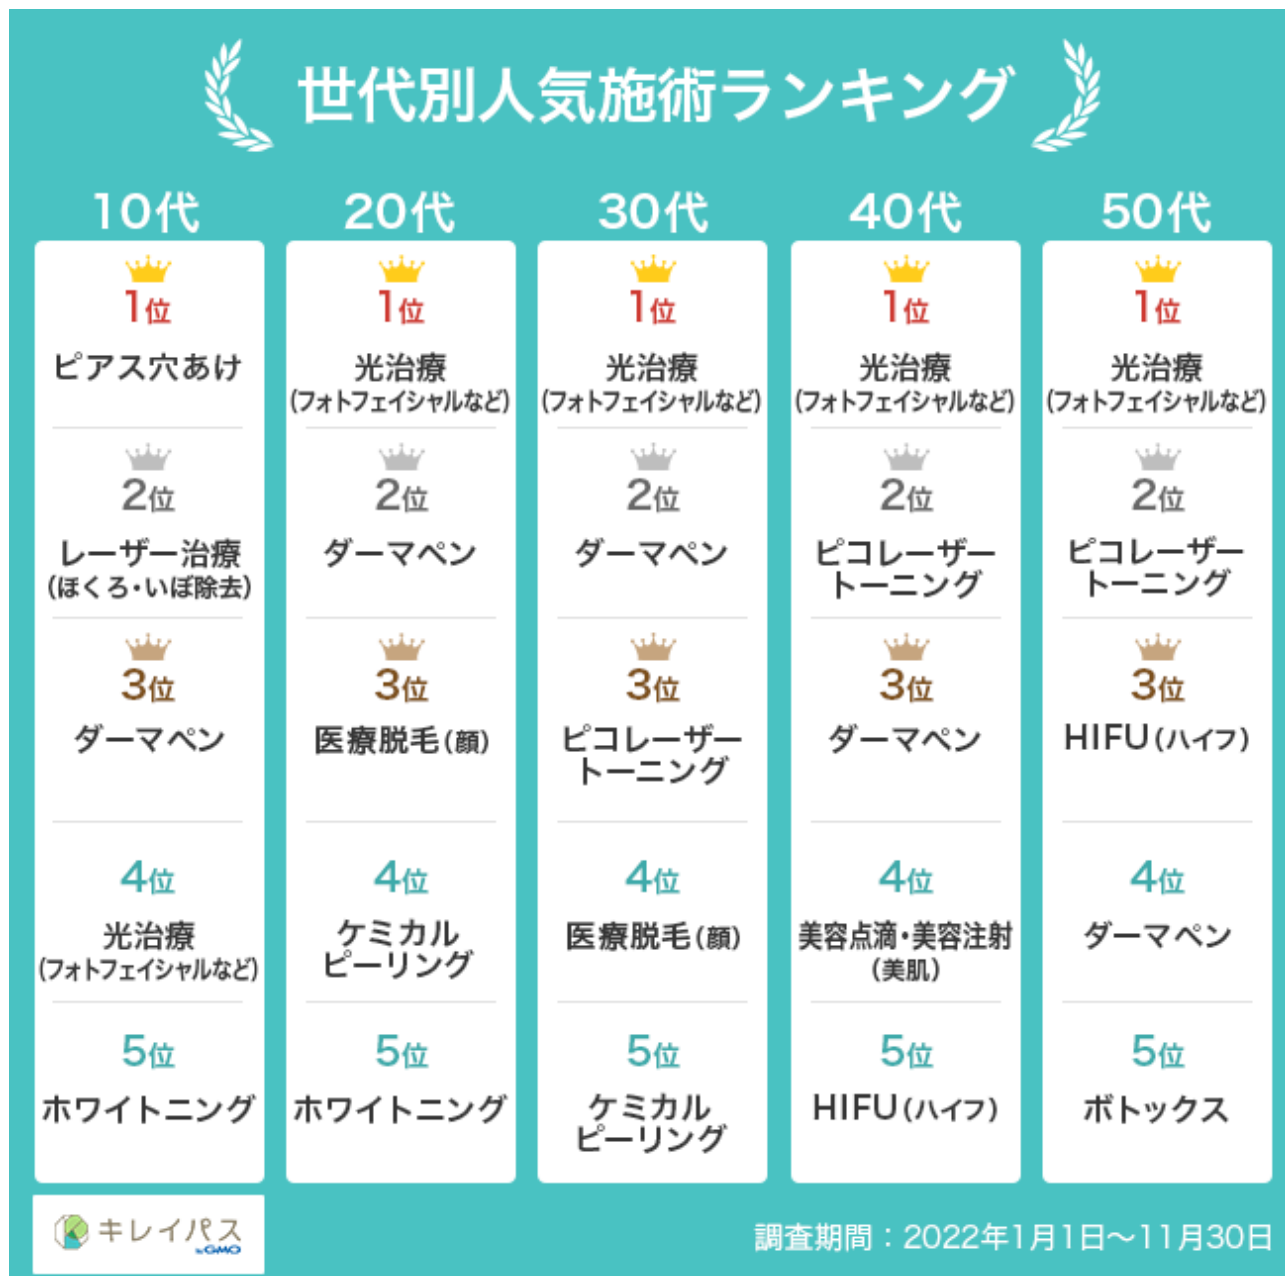 世代別人気施術ランキング
10代
1位
ピアス穴あけ
2位
レーザー治療
(ほくろ・いぼ除去)
3位
ダーマペン
4位
光治療
(フォトフェイシャルなど)
5位
ホワイトニング
20代
1位
光治療
(フォトフェイシャルなど)
2位
ダーマペン
3位
医療脱毛(顔)
4位
ケミカル
ピーリング
5位
ホワイトニング
30代
1位
光治療
(フォトフェイシャルなど)
2位
ダーマペン
3位
ピコレーザー
トーニング
4位
医療脱毛(顔)
5位
ケミカル
ピーリング
40代
1位
光治療
(フォトフェイシャルなど)
2位
ピコレーザー
トーニング
3位
ダーマペン
4位
美容点滴・美容注射
(美肌)
5位
HIFU(ハイフ)
50代
1位
光治療
(フォトフェイシャルなど)
2位
ピコレーザー
トーニング
3位
HIFU(ハイフ)
4位
ダーマペン
5位
ボトックス
キレイパス
by GMO
調査期間：2022年1月1日〜11月30日